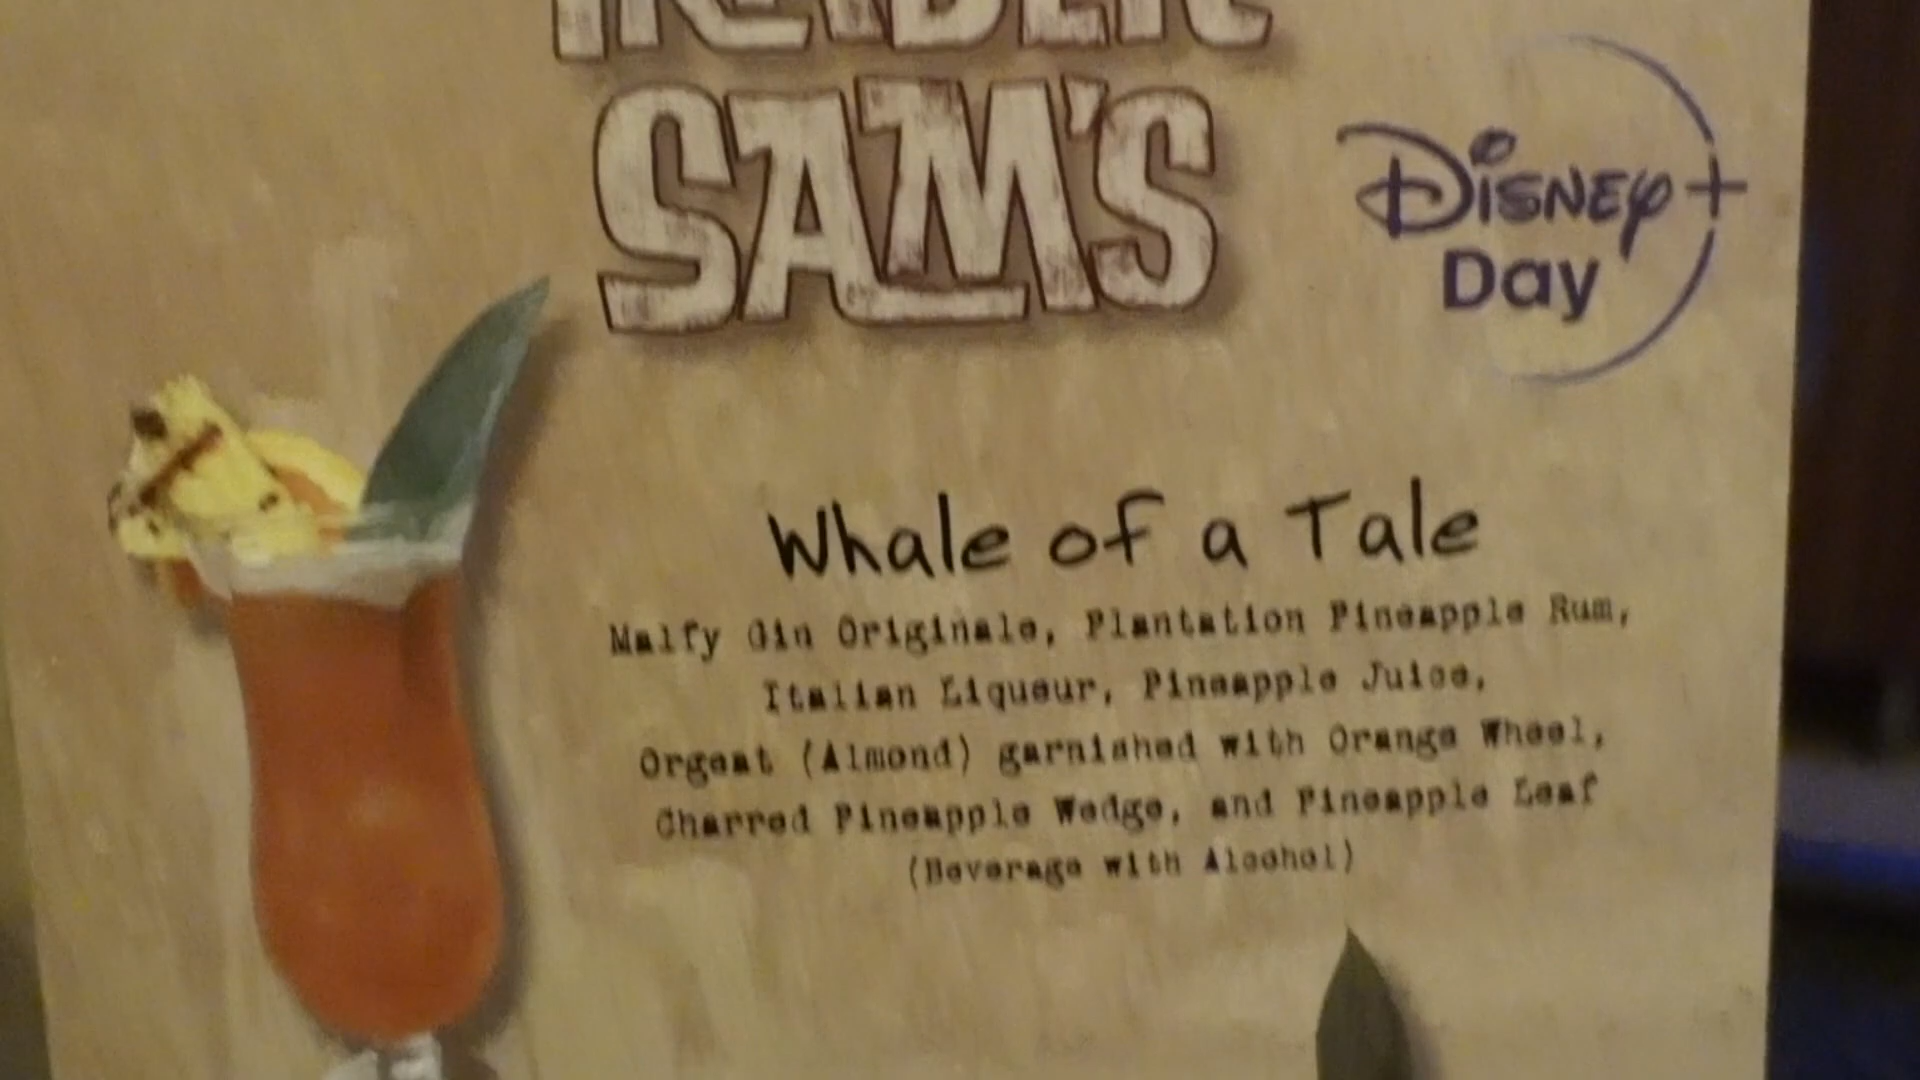 TRADER
SAM'S
Disney+
Day
Whale of a Tale
Malfy Gin Originale, Plantation Pineapple Rum,
Italian Liqueur, Pineapple Juice,
Orgeat (Almond) garnished with Orange Wheel,
Charred Pineapple Wedge, and Pineapple Leaf
(Beverage with Alcohol)